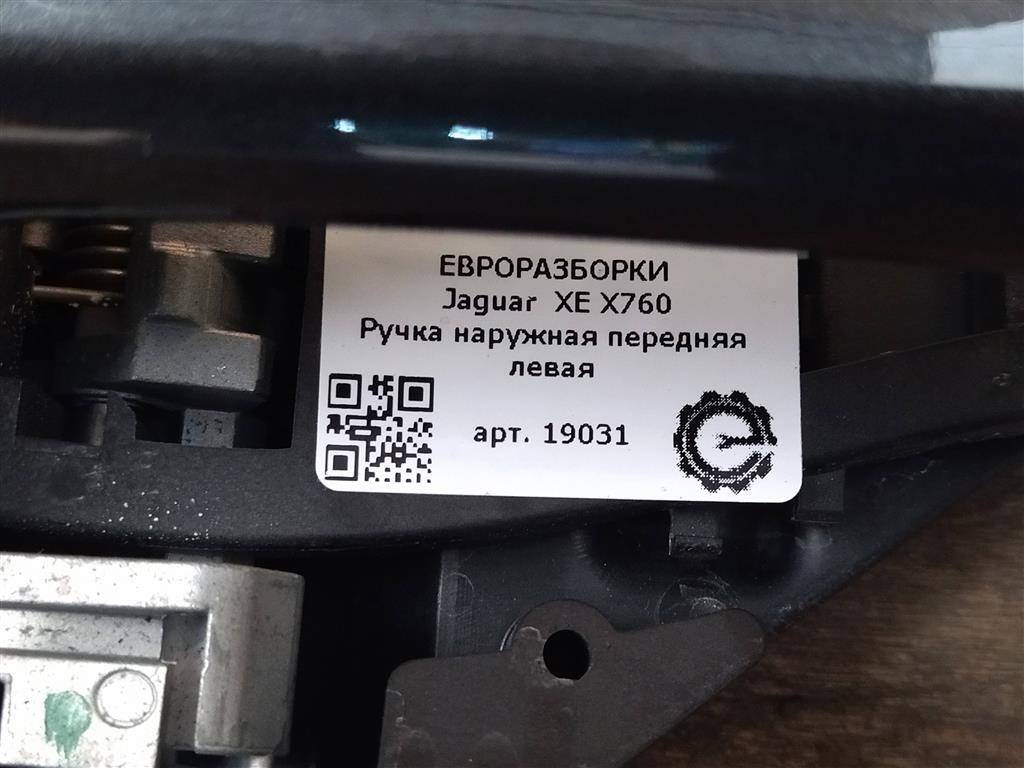 ЕВРОРАЗБОРКИ
Jaguar XE X760
Ручка наружная передняя
левая
арт. 19031